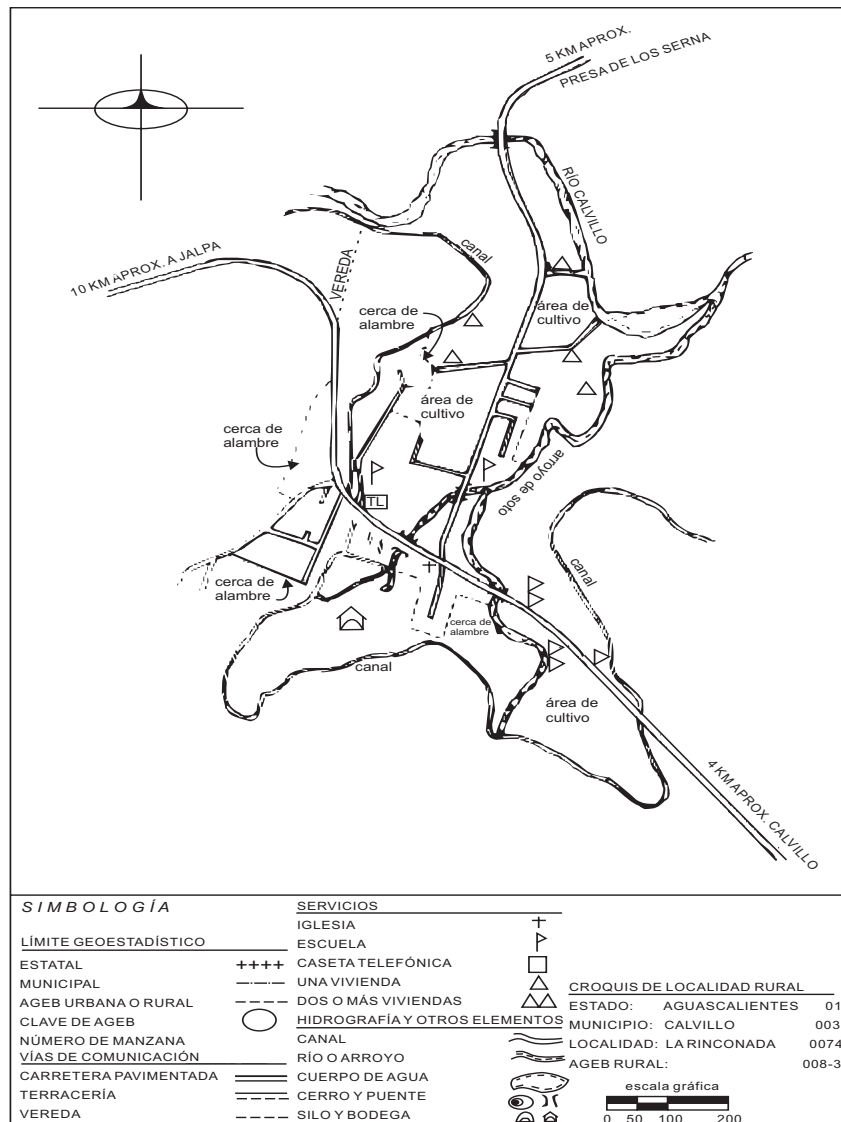 5 KM APROX.
PRESA DE LOS SERNA
RÍO CALVILLO
10 KM APROX. A JALPA
VEREDA
canal
cerca de
alambre
área de
cultivo
cerca de
alambre
área de
cultivo
arroyo de soto
TL
canal
cerca de
alambre
cerca de
alambre
canal
área de
cultivo
4 KM APROX. CALVILLO
SIMBOLOGÍA
LÍMITE GEOESTADÍSTICO
ESTATAL
MUNICIPAL
AGEB URBANA O RURAL
CLAVE DE AGEB
NÚMERO DE MANZANA
VÍAS DE COMUNICACIÓN
CARRETERA PAVIMENTADA
TERRACERÍA
VEREDA
SERVICIOS
IGLESIA
ESCUELA
CASETA TELEFÓNICA
UNA VIVIENDA
DOS O MÁS VIVIENDAS
HIDROGRAFÍA Y OTROS ELEMENTOS
CANAL
RÍO O ARROYO
CUERPO DE AGUA
CERRO Y PUENTE
SILO Y BODEGA
CROQUIS DE LOCALIDAD RURAL
ESTADO: AGUASCALIENTES 01
MUNICIPIO: CALVILLO 003
LOCALIDAD: LA RINCONADA 0074
AGEB RURAL: 008-3
escala gráfica
0 50 100 200